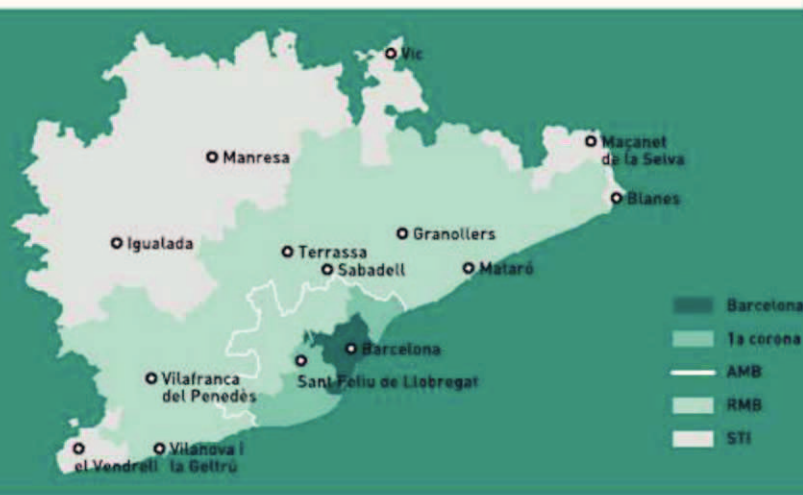 Vic
Maçanet
de la Selva
Manresa
Blanes
Granollers
Igualada
Terrassa
Sabadell
Mataró
Barcelona
1a corona
Barcelona
AMB
Sant Feliu de Llobregat
Vilafranca
del Penedès
RMB
STI
Vilanova i
la Geltrú
el Vendrell